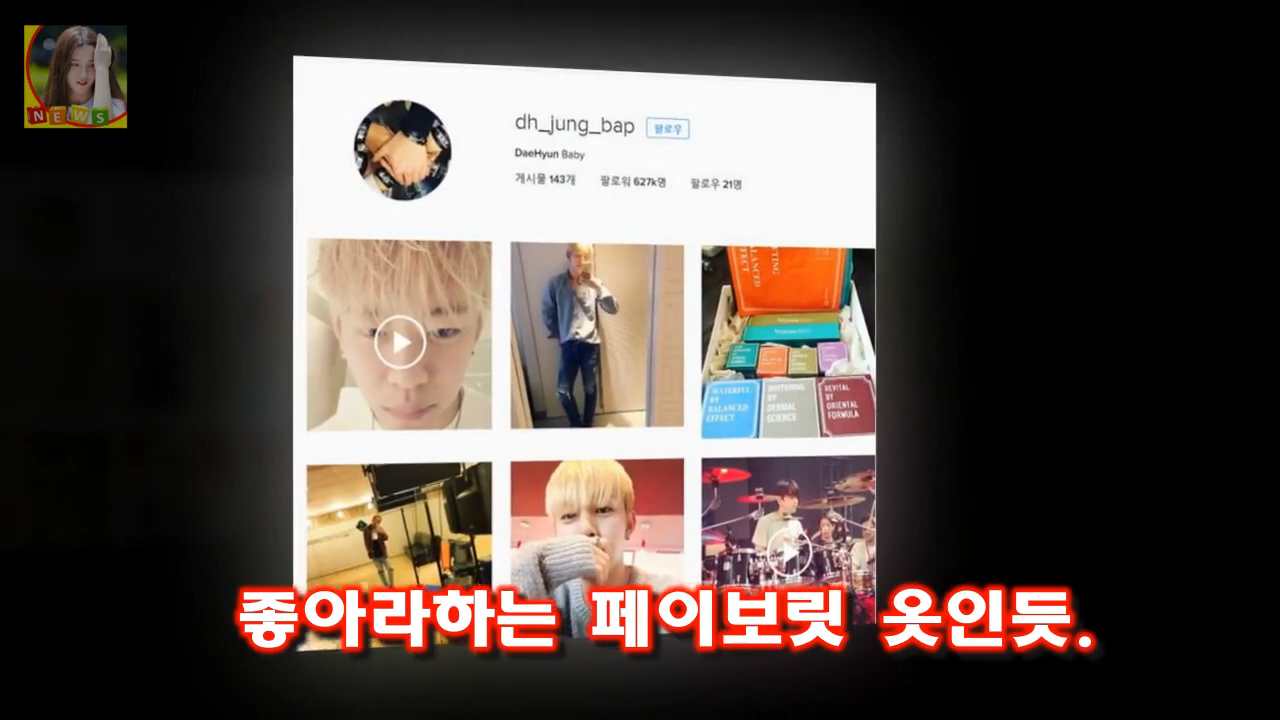 NEWS
dh_jung_bap 팔로우
DaeHyun Baby
게시물 143개 팔로워 627k명 팔로우 21명
BALANCED
EFFECT
WATERFUL
BY
BALANCED
EFFECT
WHITENING
BY
DERMAL
SCIENCE
REVITAL
BY
ORIENTAL
FORMULA
좋아라하는 페이보릿 옷인듯.